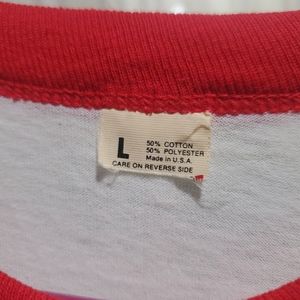 L
50% COTTON
50% POLYESTER
Made in U.S.A.
CARE ON REVERSE SIDE